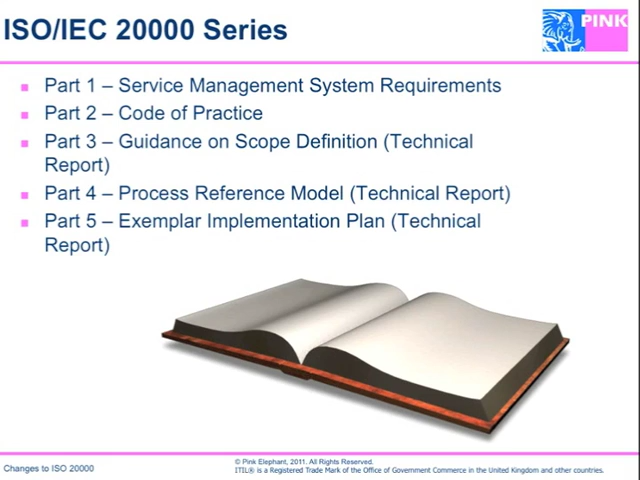 ISO/IEC 20000 Series
PINK
Part 1 – Service Management System Requirements
Part 2 – Code of Practice
Part 3 – Guidance on Scope Definition (Technical
Report)
Part 4 – Process Reference Model (Technical Report)
Part 5 – Exemplar Implementation Plan (Technical
Report)
Changes to ISO 20000
© Pink Elephant, 2011. All Rights Reserved.
ITIL® is a Registered Trade Mark of the Office of Government Commerce in the United Kingdom and other countries.